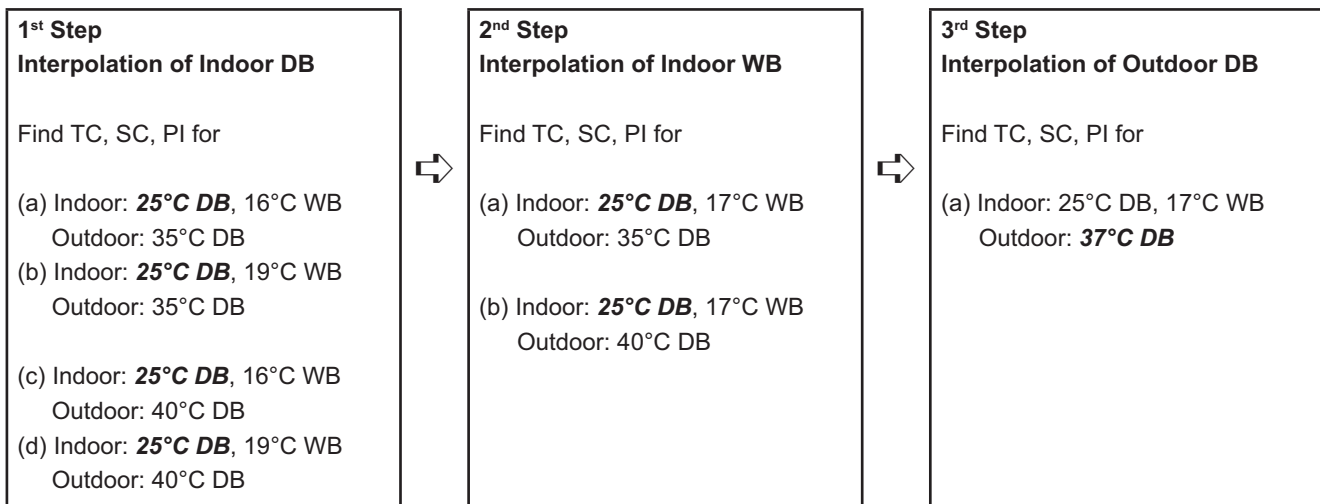 1st Step
Interpolation of Indoor DB
Find TC, SC, PI for
(a) Indoor: 25°C DB, 16°C WB
Outdoor: 35°C DB
(b) Indoor: 25°C DB, 19°C WB
Outdoor: 35°C DB
(c) Indoor: 25°C DB, 16°C WB
Outdoor: 40°C DB
(d) Indoor: 25°C DB, 19°C WB
Outdoor: 40°C DB
2nd Step
Interpolation of Indoor WB
Find TC, SC, PI for
(a) Indoor: 25°C DB, 17°C WB
Outdoor: 35°C DB
(b) Indoor: 25°C DB, 17°C WB
Outdoor: 40°C DB
3rd Step
Interpolation of Outdoor DB
Find TC, SC, PI for
(a) Indoor: 25°C DB, 17°C WB
Outdoor: 37°C DB